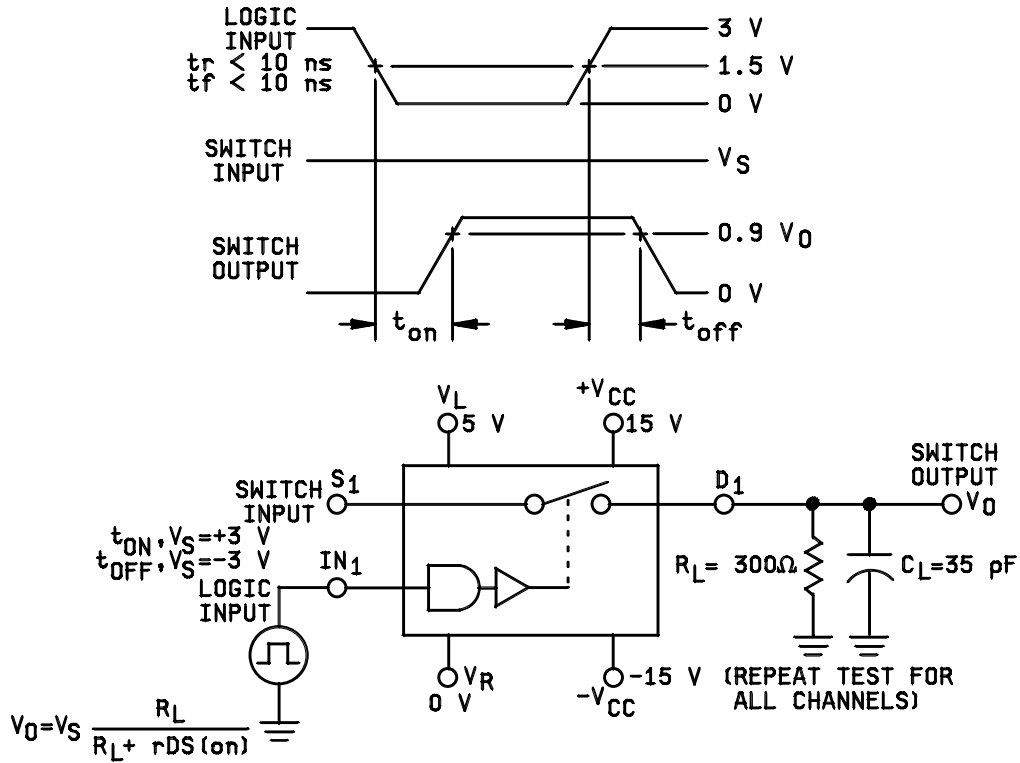 LOGIC
INPUT
tr < 10 ns
tf < 10 ns
3 V
1.5 V
0 V
SWITCH
INPUT
VS
SWITCH
OUTPUT
0.9 VO
0 V
ton
toff
VL
5 V
+VCC
15 V
SWITCH
INPUT
S1
D1
SWITCH
OUTPUT
VO
tON,VS=+3 V
tOFF,VS=-3 V
IN1
LOGIC
INPUT
RL= 300Ω
CL=35 pF
VR
0 V
-15 V
-VCC
(REPEAT TEST FOR
ALL CHANNELS)
VO=VS RL
RL+ rDS(on)